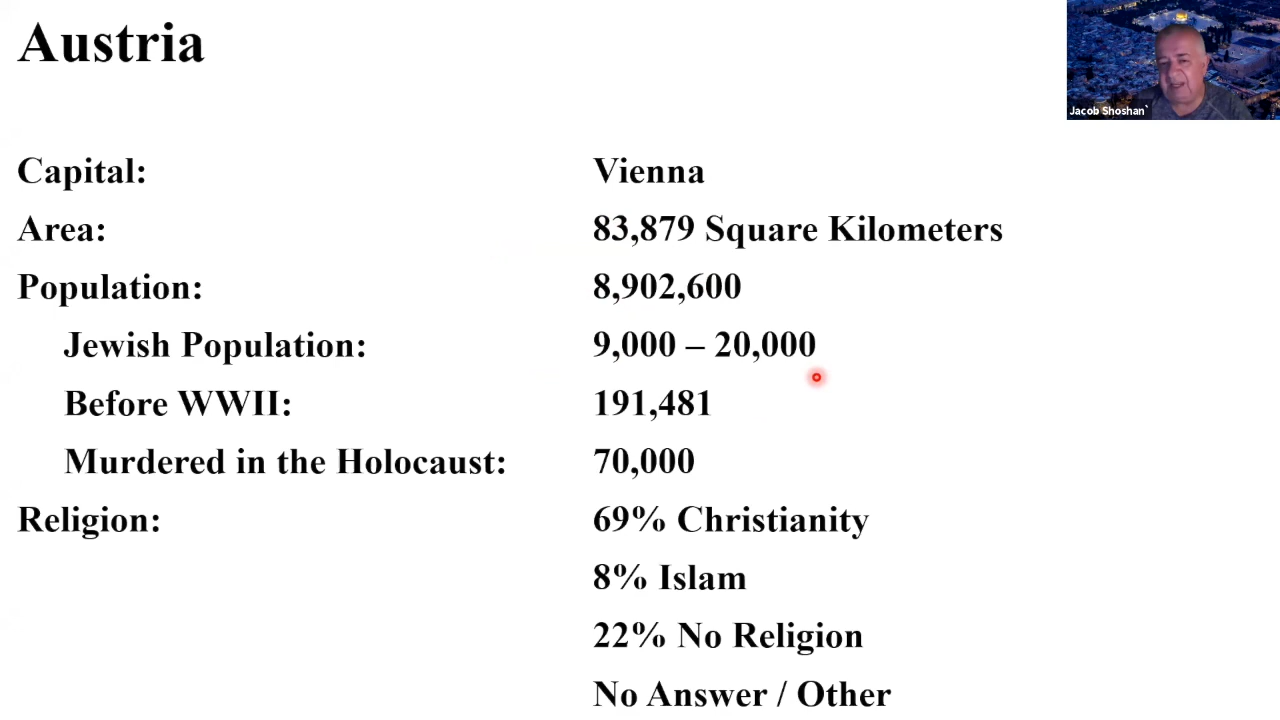 Austria
Jacob Shoshan`
Capital: Vienna
Area: 83,879 Square Kilometers
Population: 8,902,600
Jewish Population: 9,000 – 20,000
Before WWII: 191,481
Murdered in the Holocaust: 70,000
Religion: 69% Christianity
8% Islam
22% No Religion
No Answer / Other